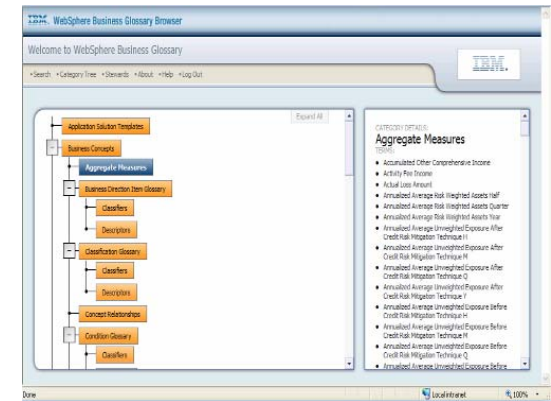 IBM. WebSphere Business Glossary Browser
Welcome to WebSphere Business Glossary
IBM.
•Search •Category Tree •Stewards •About •Help •Log Out
Expand All
Application Solution Templates
Business Concepts
Aggregate Measures
Business Direction Item Glossary
Classifiers
Descriptors
Classification Glossary
Classifiers
Descriptors
Concept Relationships
Condition Glossary
Classifiers
CATEGORY DETAILS:
Aggregate Measures
TERMS:
• Accumulated Other Comprehensive Income
• Activity Fee Income
• Actual Loss Amount
• Annualized Average Risk Weighted Assets Half
• Annualized Average Risk Weighted Assets Quarter
• Annualized Average Risk Weighted Assets Year
• Annualized Average Unweighted Exposure After
Credit Risk Mitigation Technique H
• Annualized Average Unweighted Exposure After
Credit Risk Mitigation Technique M
• Annualized Average Unweighted Exposure After
Credit Risk Mitigation Technique Q
• Annualized Average Unweighted Exposure After
Credit Risk Mitigation Technique Y
• Annualized Average Unweighted Exposure Before
Credit Risk Mitigation Technique H
• Annualized Average Unweighted Exposure Before
Credit Risk Mitigation Technique M
• Annualized Average Unweighted Exposure Before
Credit Risk Mitigation Technique Q
• Annualized Average Unweighted Exposure Before
Done
Local intranet
100%